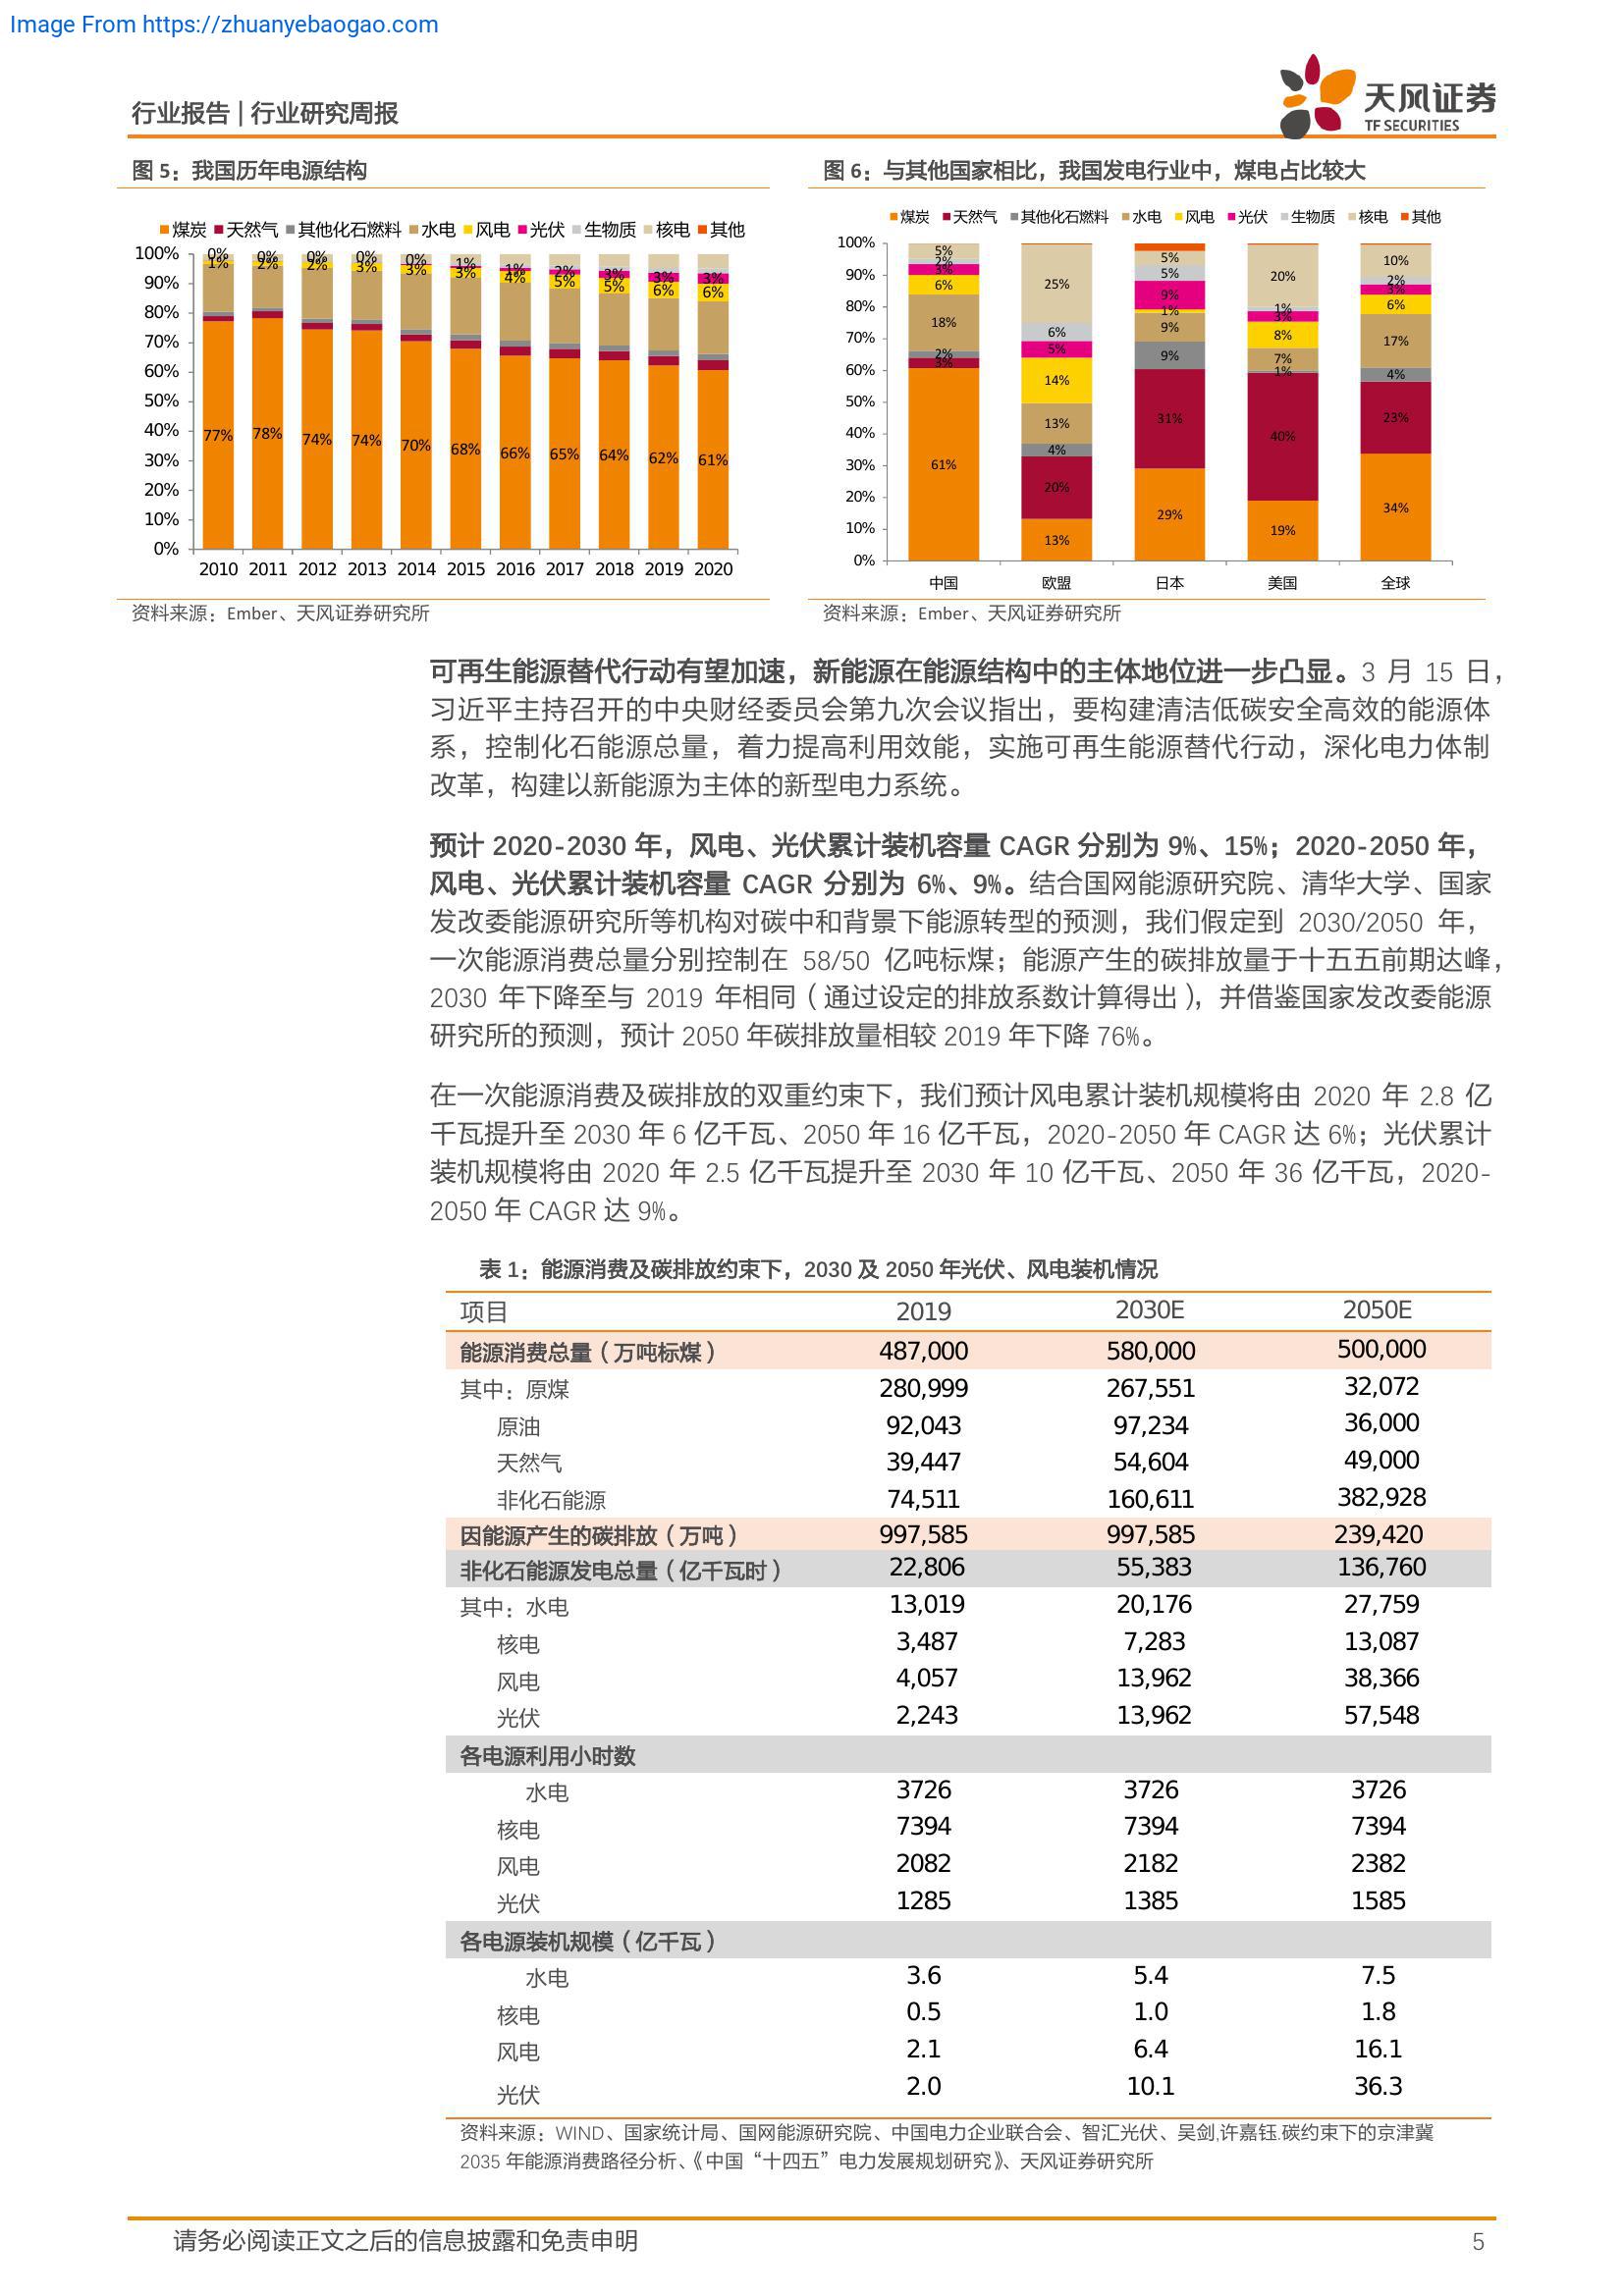 Image From https://zhuanyebaogao.com
行业报告 | 行业研究周报
天风证券
TF SECURITIES
图 5：我国历年电源结构
煤炭 天然气 其他化石燃料 水电 风电 光伏 生物质 核电 其他
100%
90%
80%
70%
60%
50%
40%
30%
20%
10%
0%
0% 0% 0% 0% 0% 1% 1% 2% 3% 3% 3%
1% 2% 2% 3% 3% 3% 4% 5% 5% 6% 6%
77% 78% 74% 74% 70% 68% 66% 65% 64% 62% 61%
2010 2011 2012 2013 2014 2015 2016 2017 2018 2019 2020
资料来源：Ember、天风证券研究所
图 6：与其他国家相比，我国发电行业中，煤电占比较大
煤炭 天然气 其他化石燃料 水电 风电 光伏 生物质 核电 其他
100%
90%
80%
70%
60%
50%
40%
30%
20%
10%
0%
5% 2% 3% 6% 18% 2% 3% 61%
25% 6% 5% 14% 13% 4% 20% 13%
5% 5% 9% 1% 9% 9% 31% 29%
20% 1% 3% 8% 7% 1% 40% 19%
10% 2% 3% 6% 17% 4% 23% 34%
中国 欧盟 日本 美国 全球
资料来源：Ember、天风证券研究所
可再生能源替代行动有望加速，新能源在能源结构中的主体地位进一步凸显。3 月 15 日，
习近平主持召开的中央财经委员会第九次会议指出，要构建清洁低碳安全高效的能源体
系，控制化石能源总量，着力提高利用效能，实施可再生能源替代行动，深化电力体制
改革，构建以新能源为主体的新型电力系统。
预计 2020-2030 年，风电、光伏累计装机容量 CAGR 分别为 9%、15%；2020-2050 年，
风电、光伏累计装机容量 CAGR 分别为 6%、9%。结合国网能源研究院、清华大学、国家
发改委能源研究所等机构对碳中和背景下能源转型的预测，我们假定到 2030/2050 年，
一次能源消费总量分别控制在 58/50 亿吨标煤；能源产生的碳排放量于十五五前期达峰，
2030 年下降至与 2019 年相同（通过设定的排放系数计算得出），并借鉴国家发改委能源
研究所的预测，预计 2050 年碳排放量相较 2019 年下降 76%。
在一次能源消费及碳排放的双重约束下，我们预计风电累计装机规模将由 2020 年 2.8 亿
千瓦提升至 2030 年 6 亿千瓦、2050 年 16 亿千瓦，2020-2050 年 CAGR 达 6%；光伏累计
装机规模将由 2020 年 2.5 亿千瓦提升至 2030 年 10 亿千瓦、2050 年 36 亿千瓦，2020-
2050 年 CAGR 达 9%。
表 1：能源消费及碳排放约束下，2030 及 2050 年光伏、风电装机情况
项目 2019 2030E 2050E
能源消费总量（万吨标煤） 487,000 580,000 500,000
其中：原煤 280,999 267,551 32,072
原油 92,043 97,234 36,000
天然气 39,447 54,604 49,000
非化石能源 74,511 160,611 382,928
因能源产生的碳排放（万吨） 997,585 997,585 239,420
非化石能源发电总量（亿千瓦时） 22,806 55,383 136,760
其中：水电 13,019 20,176 27,759
核电 3,487 7,283 13,087
风电 4,057 13,962 38,366
光伏 2,243 13,962 57,548
各电源利用小时数
水电 3726 3726 3726
核电 7394 7394 7394
风电 2082 2182 2382
光伏 1285 1385 1585
各电源装机规模（亿千瓦）
水电 3.6 5.4 7.5
核电 0.5 1.0 1.8
风电 2.1 6.4 16.1
光伏 2.0 10.1 36.3
资料来源：WIND、国家统计局、国网能源研究院、中国电力企业联合会、智汇光伏、吴剑,许嘉钰.碳约束下的京津冀
2035 年能源消费路径分析、《中国“十四五”电力发展规划研究》、天风证券研究所
请务必阅读正文之后的信息披露和免责申明 5